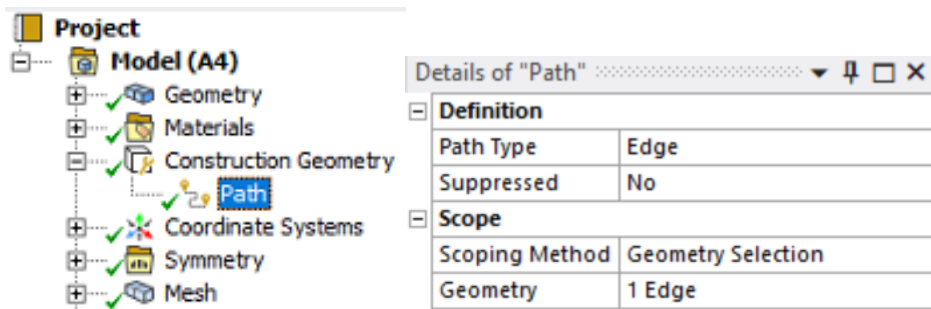 Project
Model (A4)
Geometry
Materials
Construction Geometry
Path
Coordinate Systems
Symmetry
Mesh
Details of "Path"
Definition
Path Type Edge
Suppressed No
Scope
Scoping Method Geometry Selection
Geometry 1 Edge